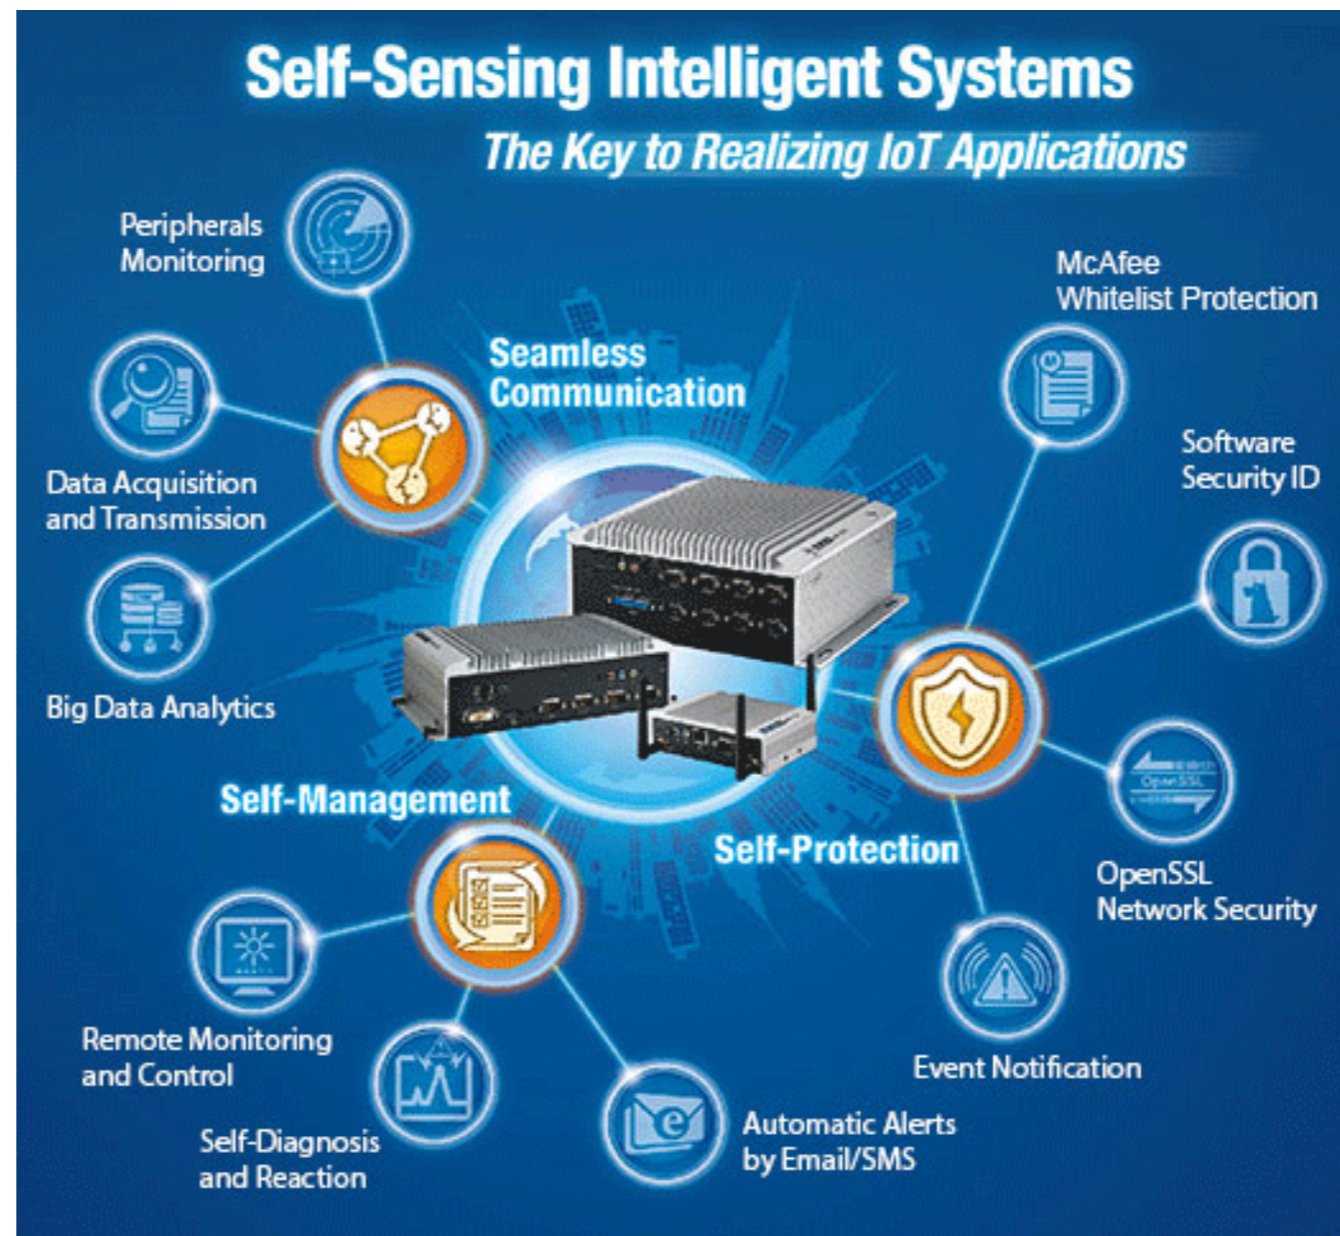 Self-Sensing Intelligent Systems
The Key to Realizing IoT Applications
Peripherals
Monitoring
Seamless
Communication
Data Acquisition
and Transmission
Big Data Analytics
McAfee
Whitelist Protection
Software
Security ID
OpenSSL
OpenSSL
Network Security
Self-Protection
Event Notification
Self-Management
Remote Monitoring
and Control
Self-Diagnosis
and Reaction
e
Automatic Alerts
by Email/SMS